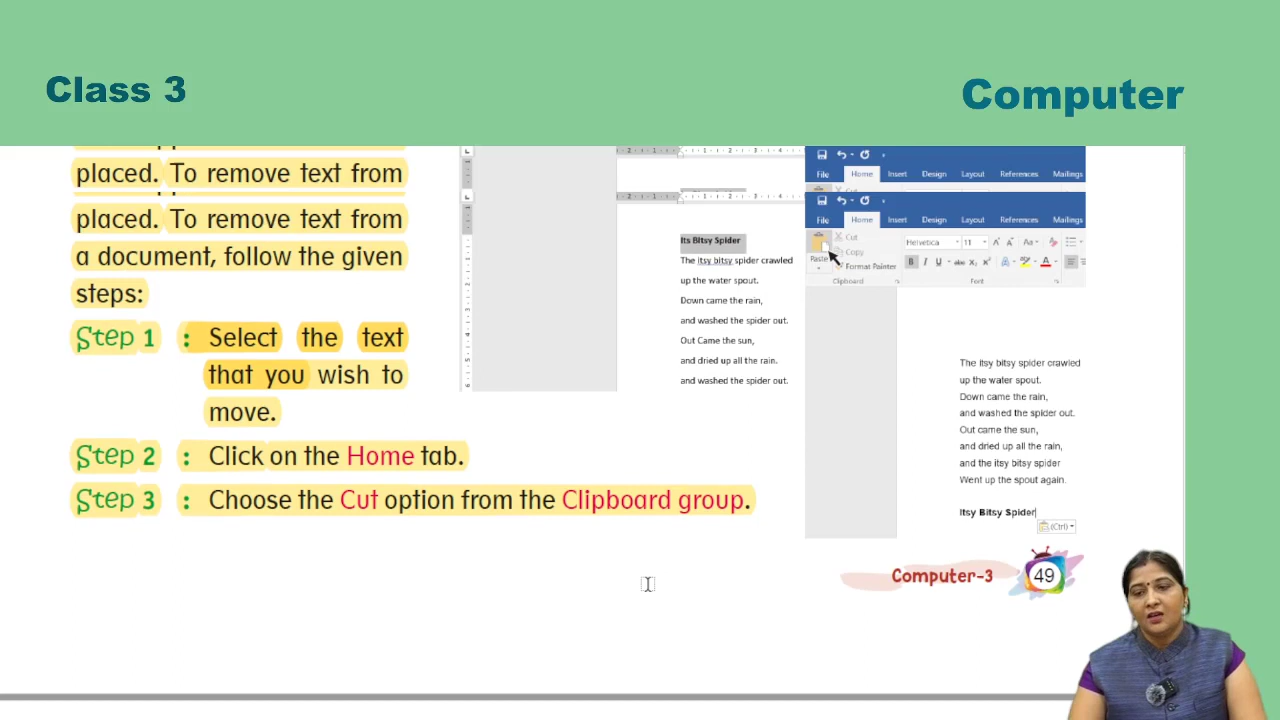 Class 3
Computer
placed. To remove text from
placed. To remove text from
a document, follow the given
steps:
Step 1 : Select the text
that you wish to
move.
Step 2 : Click on the Home tab.
Step 3 : Choose the Cut option from the Clipboard group.
Its BItsy Spider
The Itsy bitsy spider crawled
up the water spout.
Down came the rain,
and washed the spider out.
Out Came the sun,
and dried up all the rain.
and washed the spider out.
File Home Insert Design Layout References Mailings
File Home Insert Design Layout References Mailings
Cut
Copy
Paste
Format Painter
Clipboard
Helvetica 11
Font
The itsy bitsy spider crawled
up the water spout.
Down came the rain,
and washed the spider out.
Out came the sun,
and dried up all the rain,
and the itsy bitsy spider
Went up the spout again.
Itsy Bitsy Spider
(Ctrl)
Computer-3 49